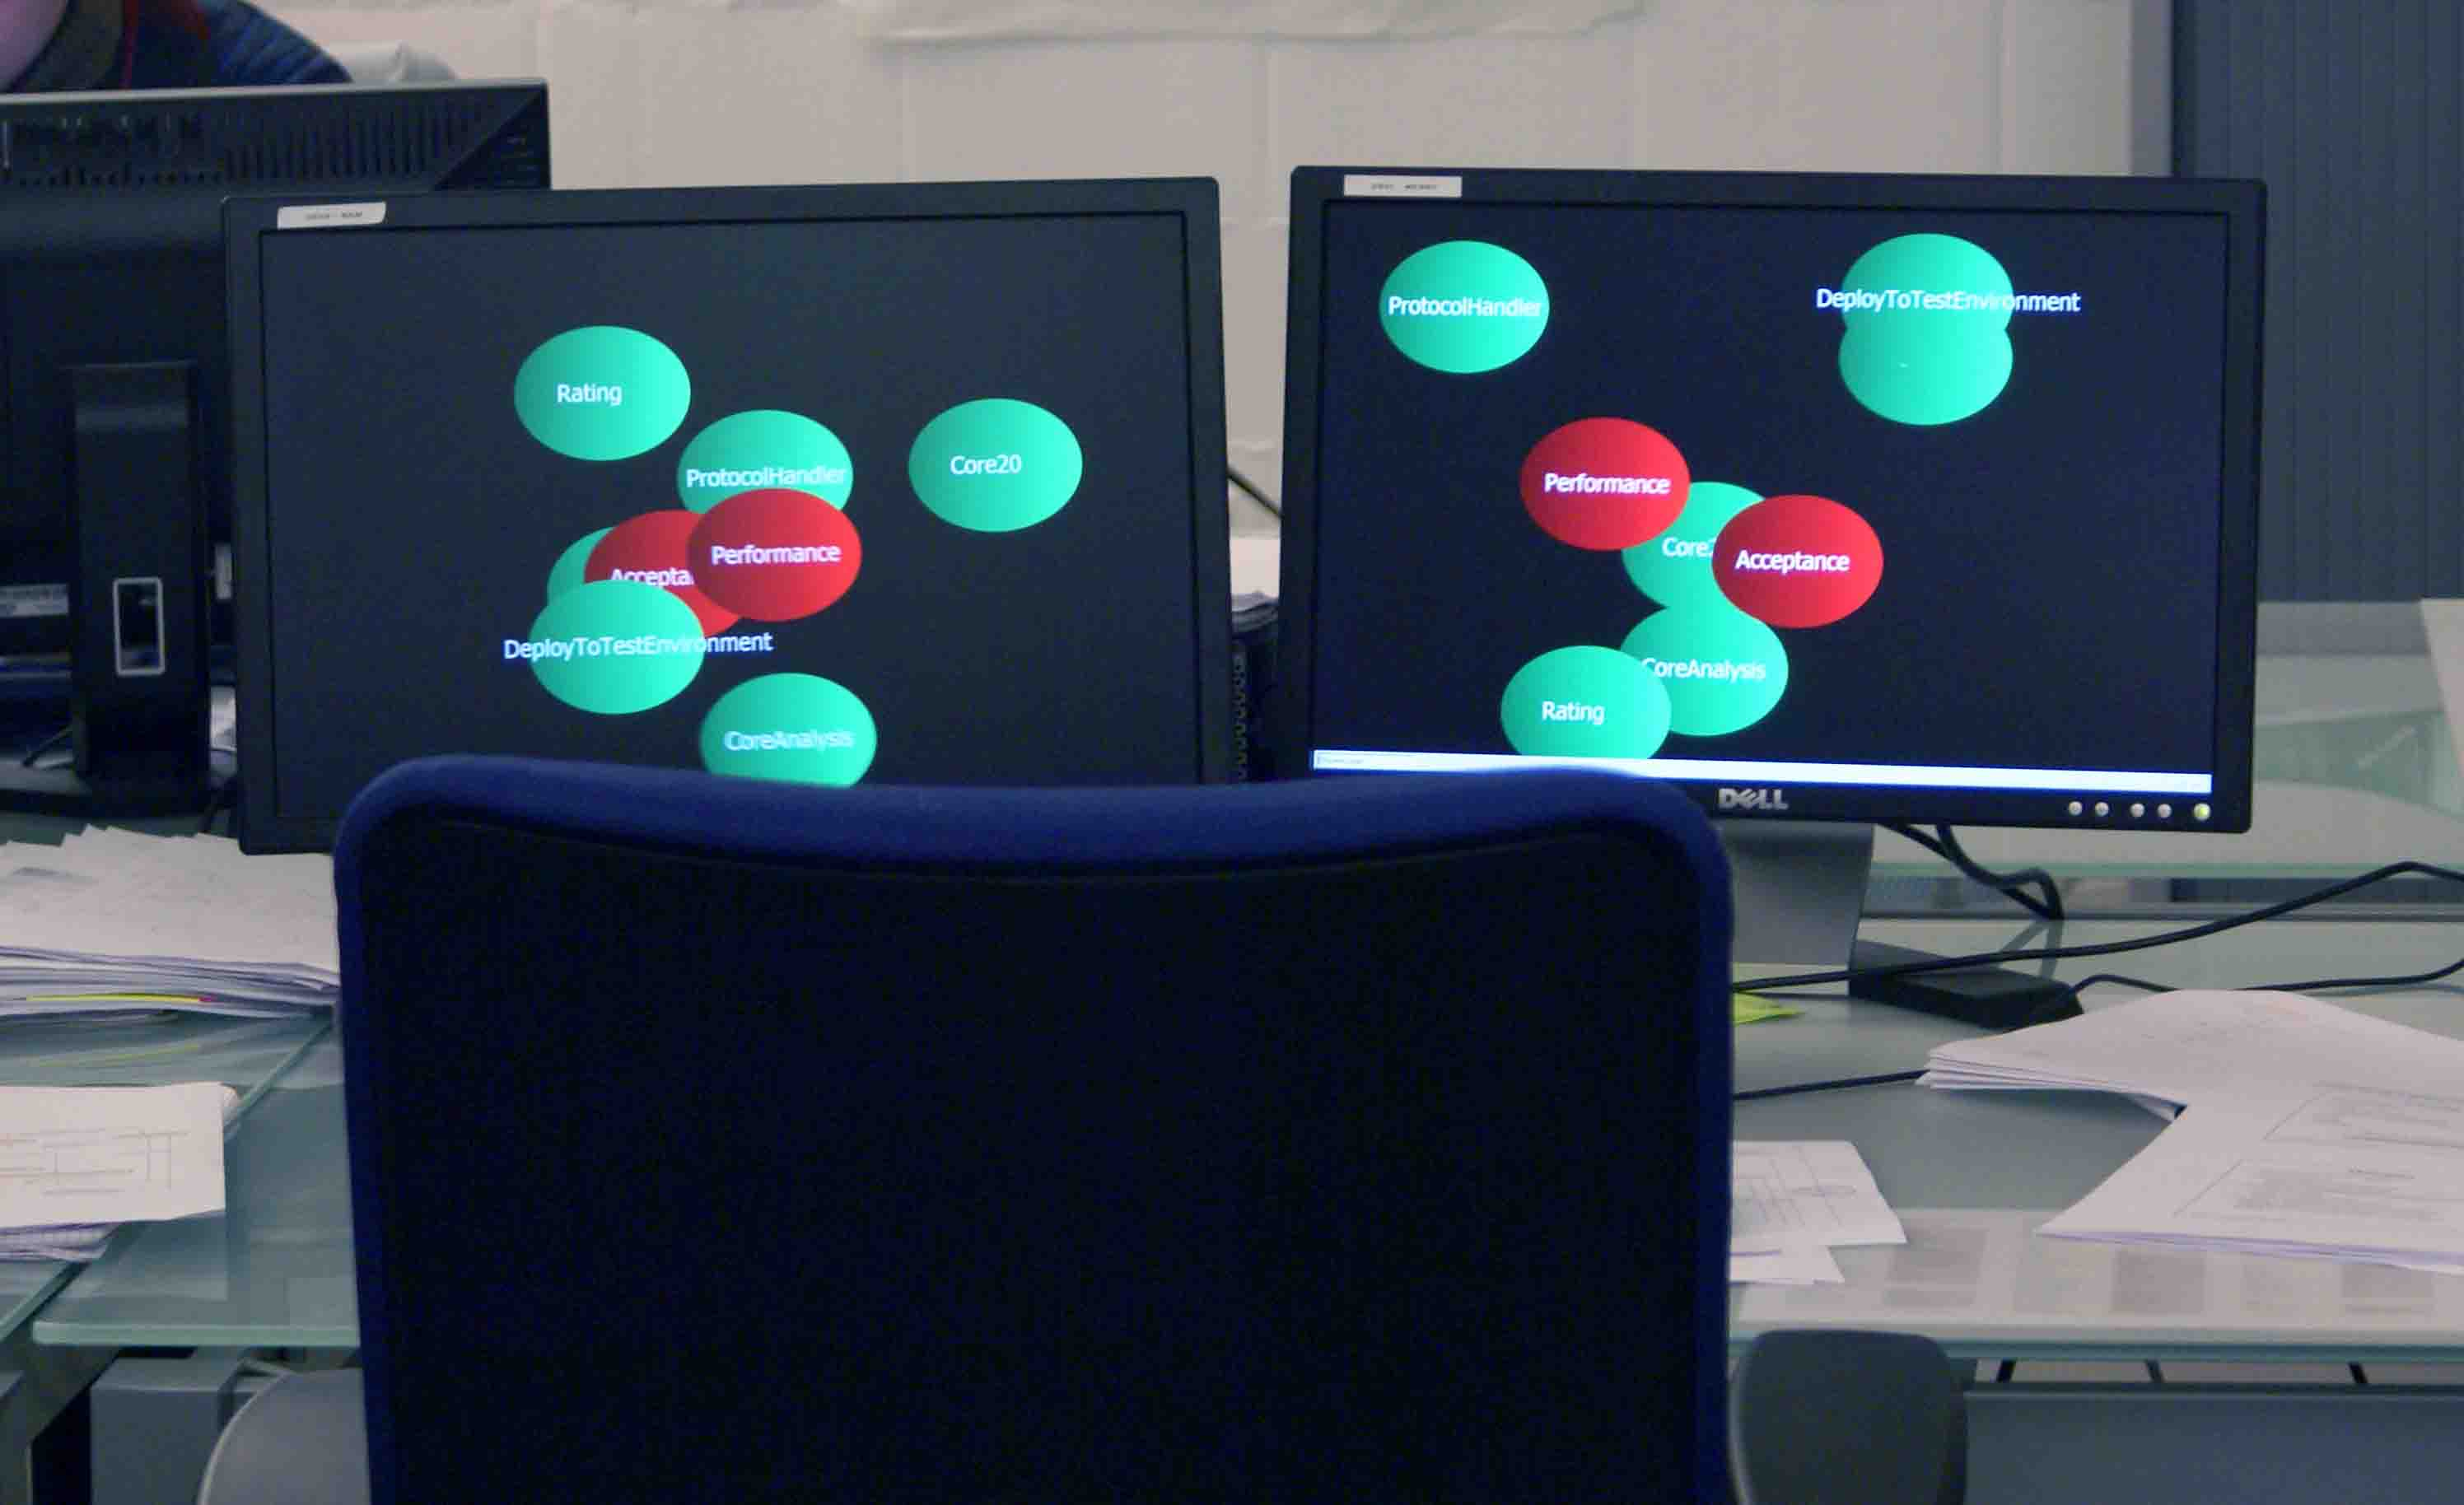 Rating
ProtocolHandler
Core20
Performance
DeployToTestEnvironment
CoreAnalysis
ProtocolHandler
DeployToTestEnvironment
Performance
Acceptance
CoreAnalysis
Rating
DELL